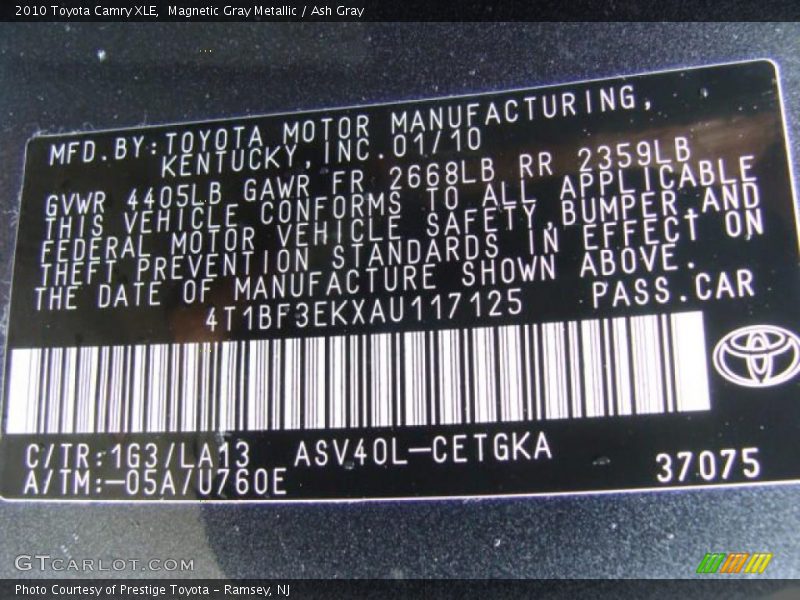 2010 Toyota Camry XLE,  Magnetic Gray Metallic / Ash Gray
MFD.BY:TOYOTA MOTOR MANUFACTURING,
KENTUCKY,INC.01/10
GVWR 4405LB GAWR FR 2668LB RR 2359LB
THIS VEHICLE CONFORMS TO ALL APPLICABLE
FEDERAL MOTOR VEHICLE SAFETY,BUMPER,AND
THEFT PREVENTION STANDARDS IN EFFECT ON
THE DATE OF MANUFACTURE SHOWN ABOVE.
4T1BF3EKXAU117125 PASS.CAR
C/TR:1G3/LA13 ASV40L-CETGKA
A/TM:-05A/U760E 37075
GTCARLOT.COM
Photo Courtesy of Prestige Toyota - Ramsey, NJ